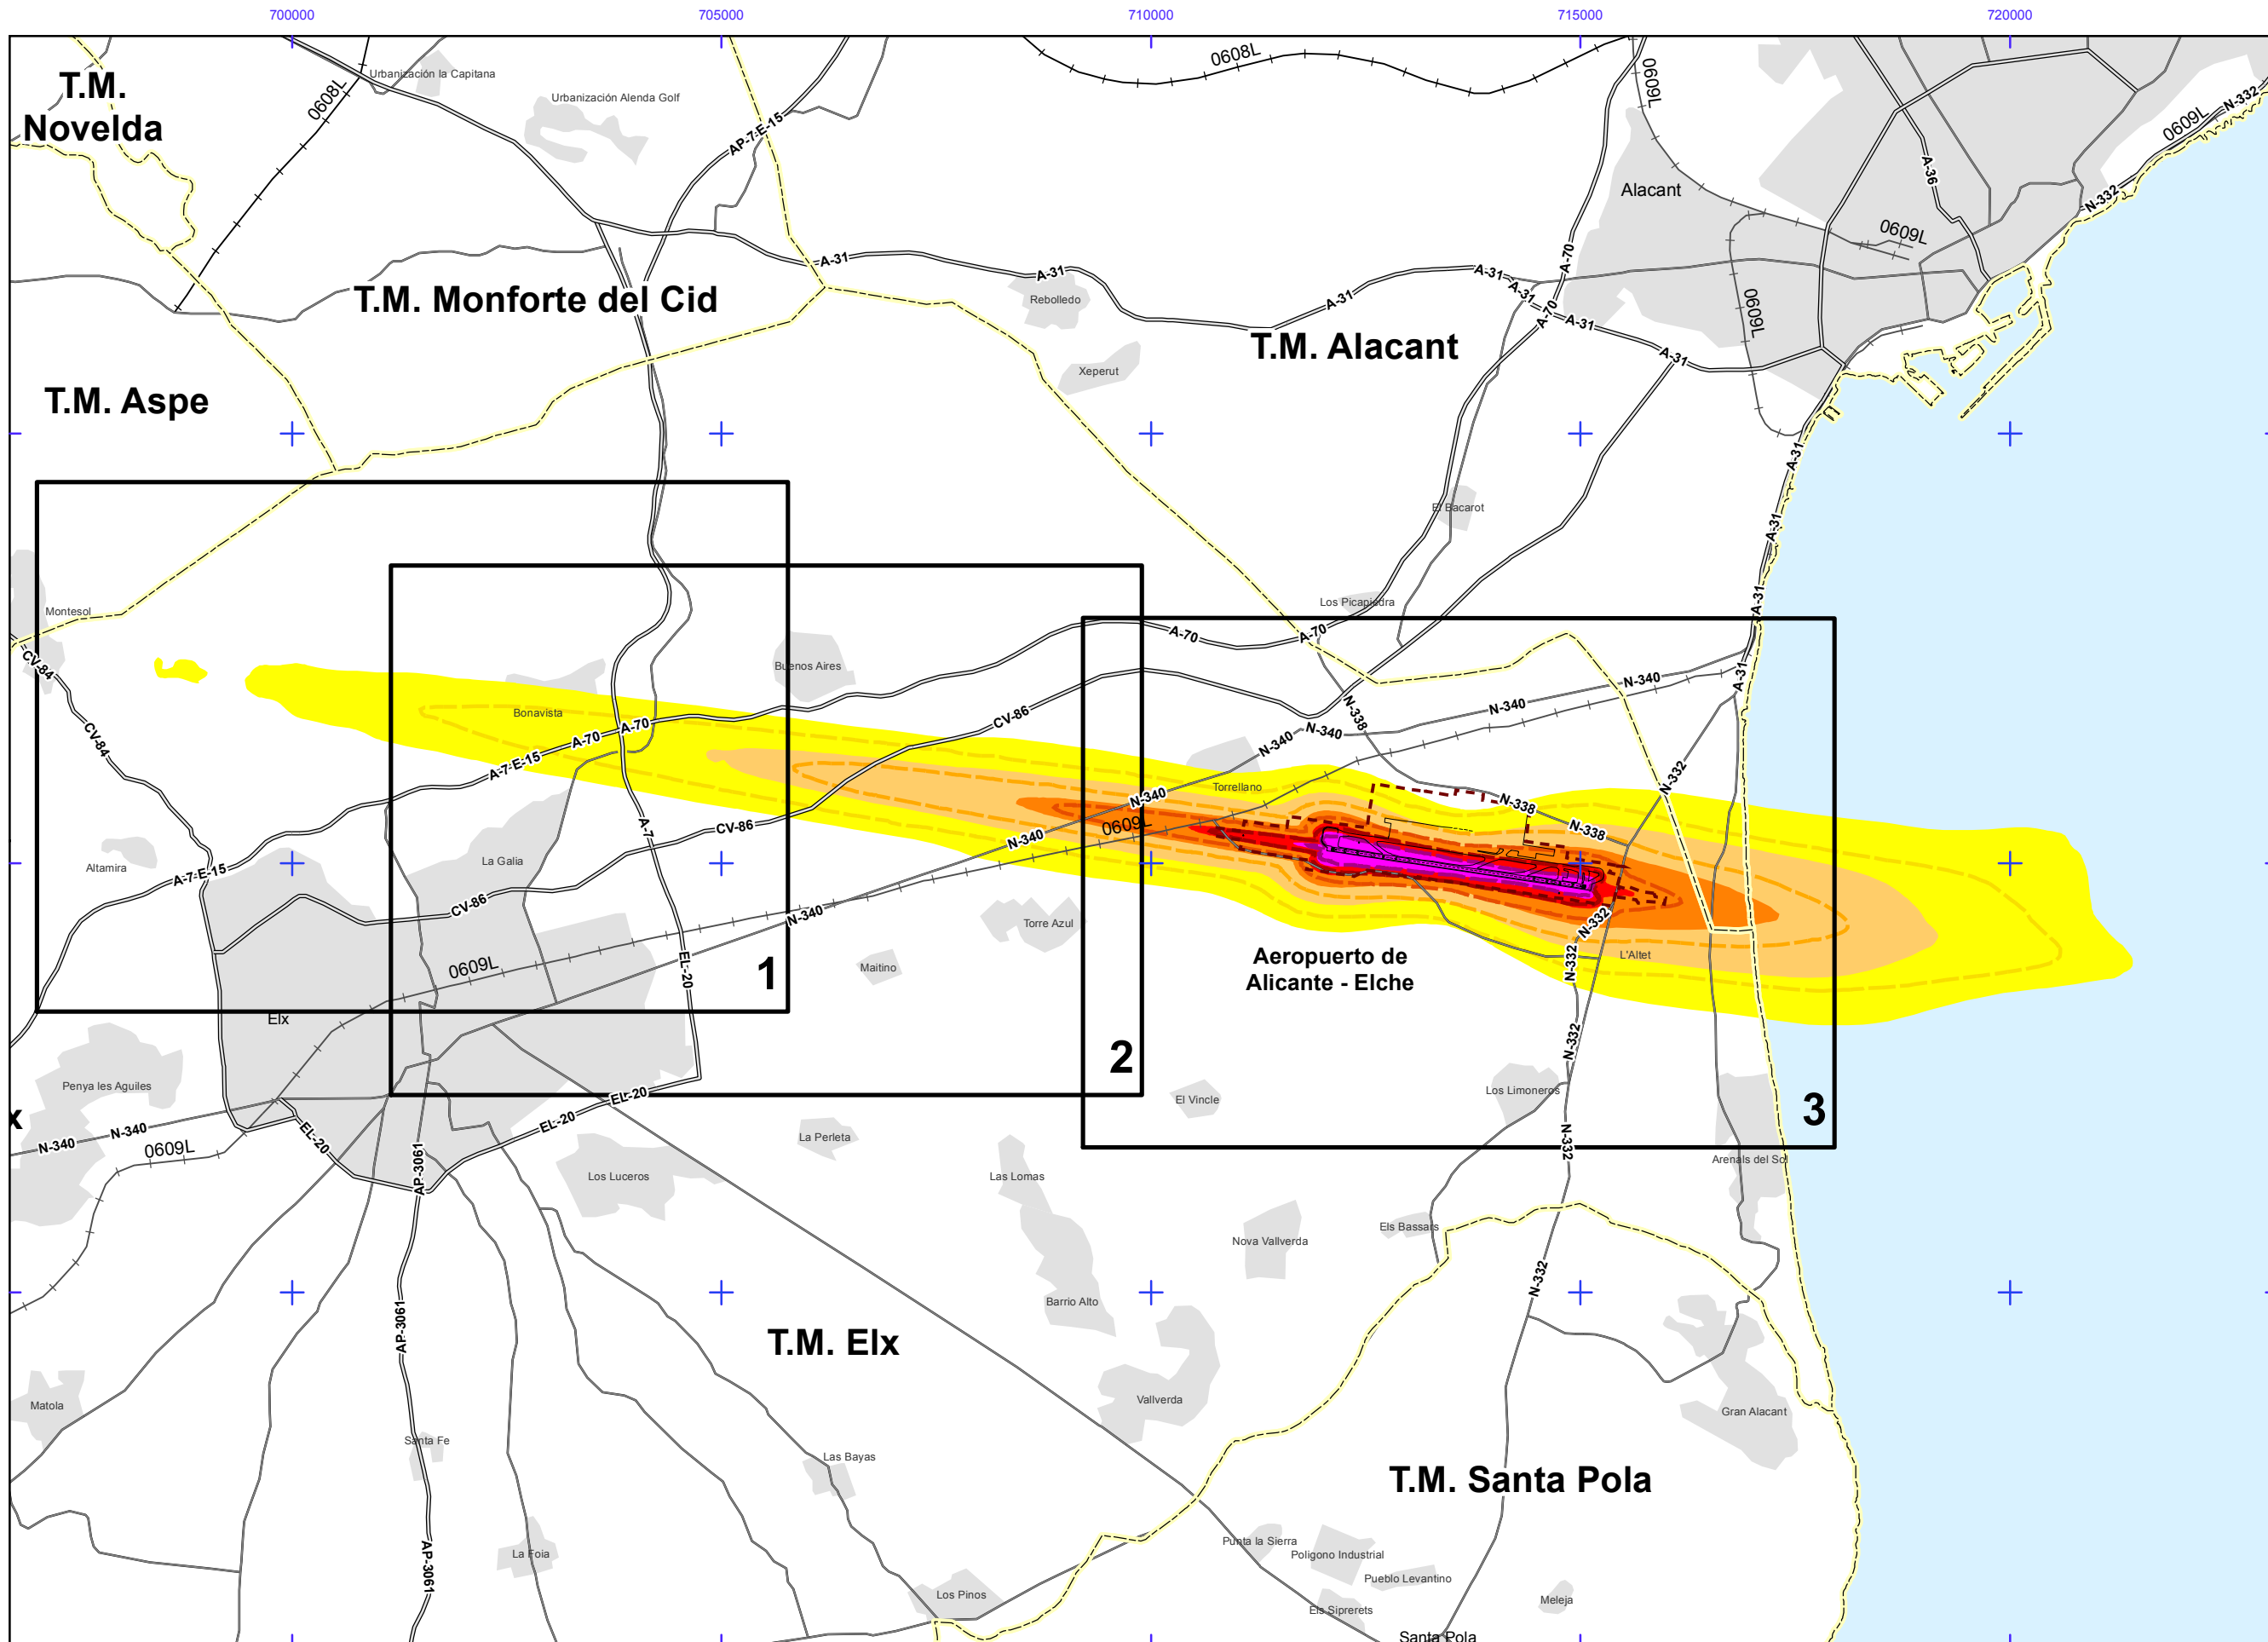 700000
705000
710000
715000
720000
T.M.
Novelda
Urbanización la Capitana
Urbanización Alenda Golf
0608L
0608L
0609L
AP-7-E-15
A-36
N-332
0609L
N-332
Alacant
0609L
0609L
A-70
A-31
A-31
A-31
A-31
A-31
A-31
A-31
A-70
T.M. Monforte del Cid
Rebolledo
T.M. Alacant
Xeperut
T.M. Aspe
A-31
El Bacarot
A-31
Los Picapiedra
A-31
Montesol
CV-84
CV-84
Buenos Aires
A-70
A-70
A-31
N-340
N-340
N-340
N-340
N-338
Bonavista
A-70
A-70
A-7-E-15
CV-86
Torrellano
N-332
N-340
N-338
N-338
0609L
N-340
A-7
CV-86
La Galia
Altamira
A-7-E-15
CV-86
N-340
Torre Azul
N-332
N-332
L'Altet
Aeropuerto de
Alicante - Elche
Maitino
EL-20
0609L
1
Elx
2
N-332
Penya les Aguiles
EL-20
EL-20
El Vincle
Los Limoneros
3
x
N-340
N-340
0609L
EL-20
AP-3061
La Perleta
N-332
Los Luceros
Las Lomas
Arenals del Sol
Els Bassars
Nova Vallverda
N-332
Barrio Alto
AP-3061
T.M. Elx
Matola
Vallverda
Gran Alacant
Santa Fe
Las Bayas
T.M. Santa Pola
La Foia
AP-3061
Punta la Sierra
Poligono Industrial
Pueblo Levantino
Los Pinos
Meleja
Els Siprerets
Santa Pola